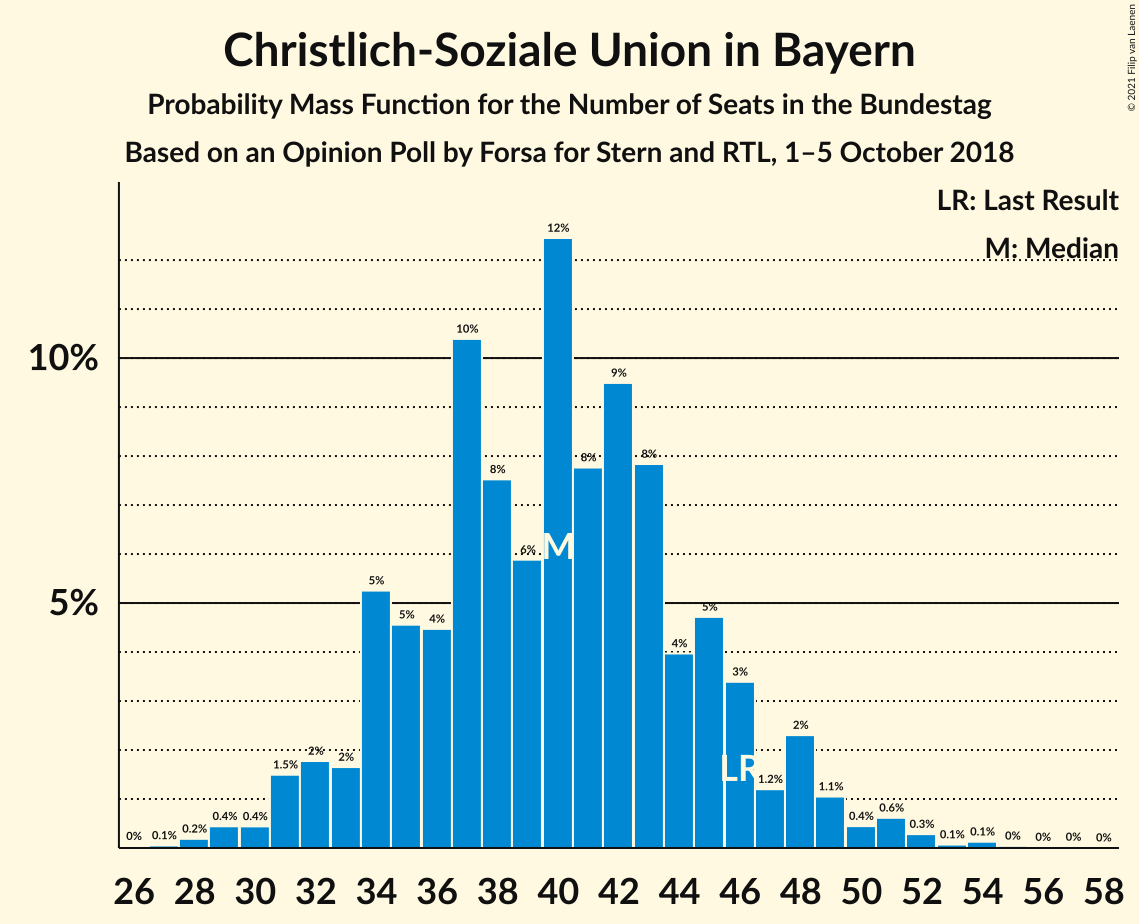 Christlich-Soziale Union in Bayern
Probability Mass Function for the Number of Seats in the Bundestag
Based on an Opinion Poll by Forsa for Stern and RTL, 1–5 October 2018
© 2021 Filip van Laenen
LR: Last Result
M: Median
10%
5%
0% 0.1% 0.2% 0.4% 0.4% 1.5% 2% 2% 5% 5% 4% 10% 8% 6% 12% 8% 9% 8% 4% 5% 3% 1.2% 2% 1.1% 0.4% 0.6% 0.3% 0.1% 0.1% 0% 0% 0% 0%
M
LR
26 28 30 32 34 36 38 40 42 44 46 48 50 52 54 56 58